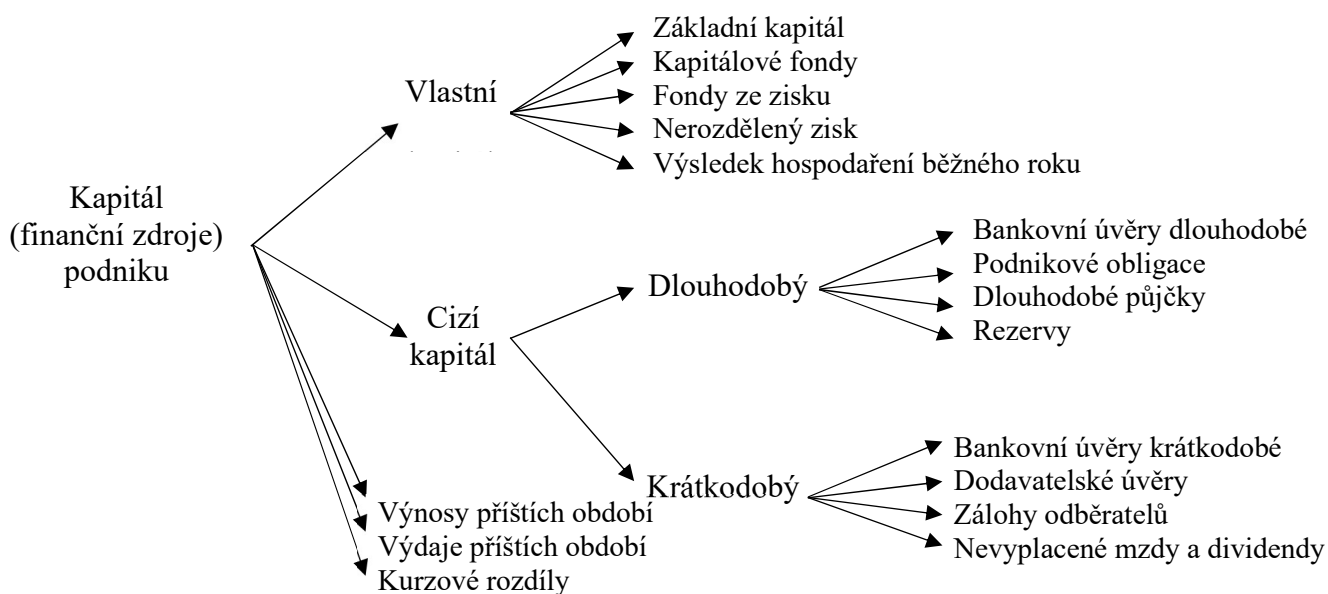 Kapitál
(finanční zdroje)
podniku
Vlastní
Základní kapitál
Kapitálové fondy
Fondy ze zisku
Nerozdělený zisk
Výsledek hospodaření běžného roku
Cizí
kapitál
Dlouhodobý
Bankovní úvěry dlouhodobé
Podnikové obligace
Dlouhodobé půjčky
Rezervy
Krátkodobý
Bankovní úvěry krátkodobé
Dodavatelské úvěry
Zálohy odběratelů
Nevyplacené mzdy a dividendy
Výnosy příštích období
Výdaje příštích období
Kurzové rozdíly